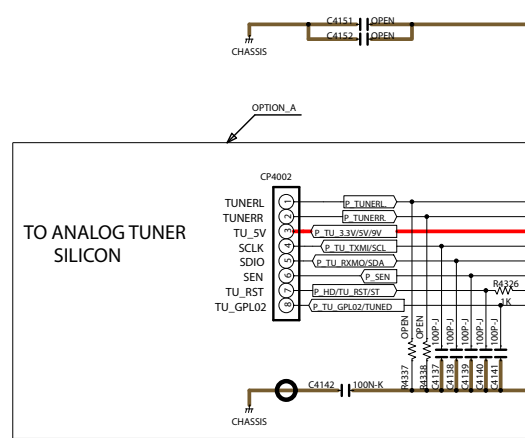 C4151 OPEN
C4152 OPEN
CHASSIS
OPTION_A
CP4002
TO ANALOG TUNER
SILICON
TUNERL 1 P_TUNERL
TUNERR 2 P_TUNERR
TU_5V 3 P_TU_3.3V/5V/9V
SCLK 4 P_TU_TXMI/SCL
SDIO 5 P_TU_RXMO/SDA
SEN 6 P_SEN
TU_RST 7 P_HD/TU_RST/ST R4326
TU_GPL02 8 P_TU_GPL02/TUNED 1K
OPEN
R4337
OPEN
R4338
100P-J
C4137
100P-J
C4138
100P-J
C4139
100P-J
C4140
100P-J
C4141
C4142 100N-K
CHASSIS